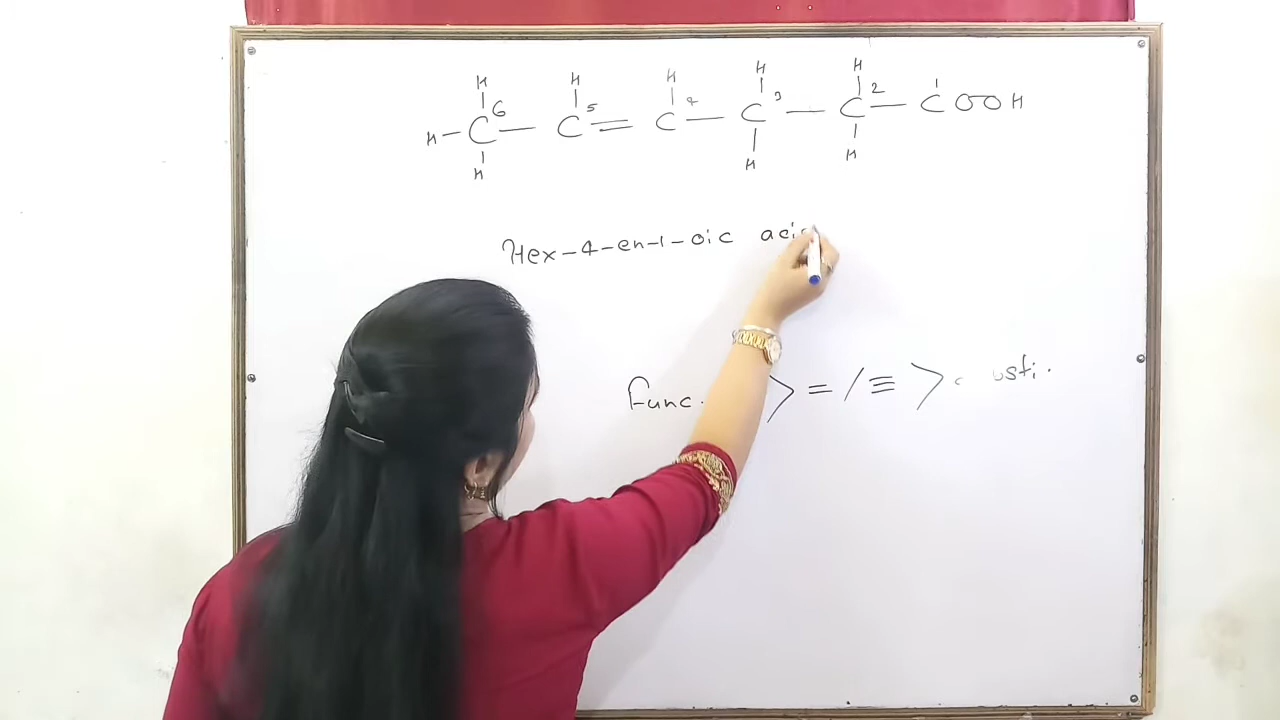 H H H H H
H – C6 – C5 = C4 – C3 – C2 – C1OOH
H H H
Hex-4-en-1-oic aci
Func. > = / ≡ >